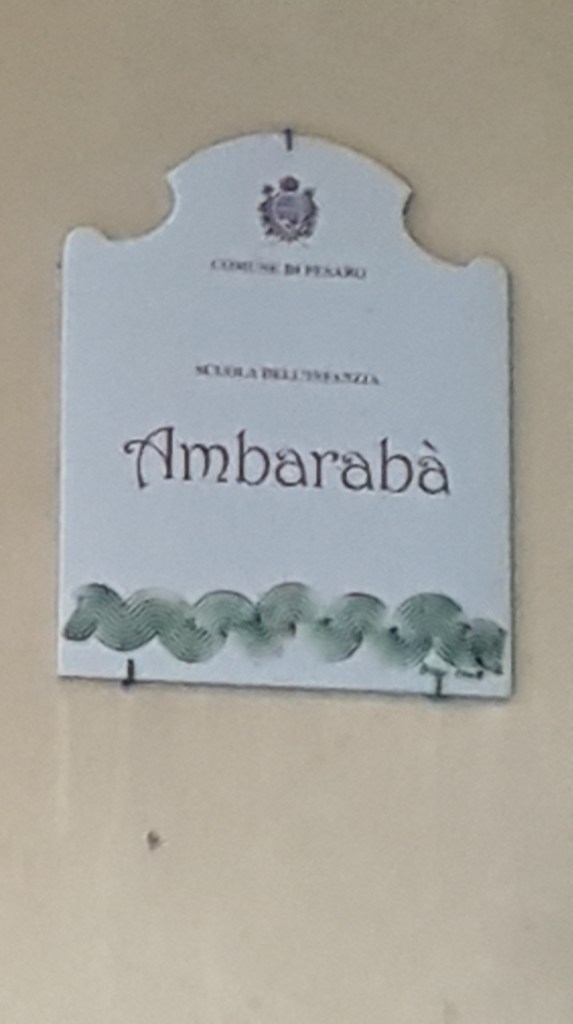 COMUNE DI PESARO
SCUOLA DELL'INFANZIA
Ambarabà